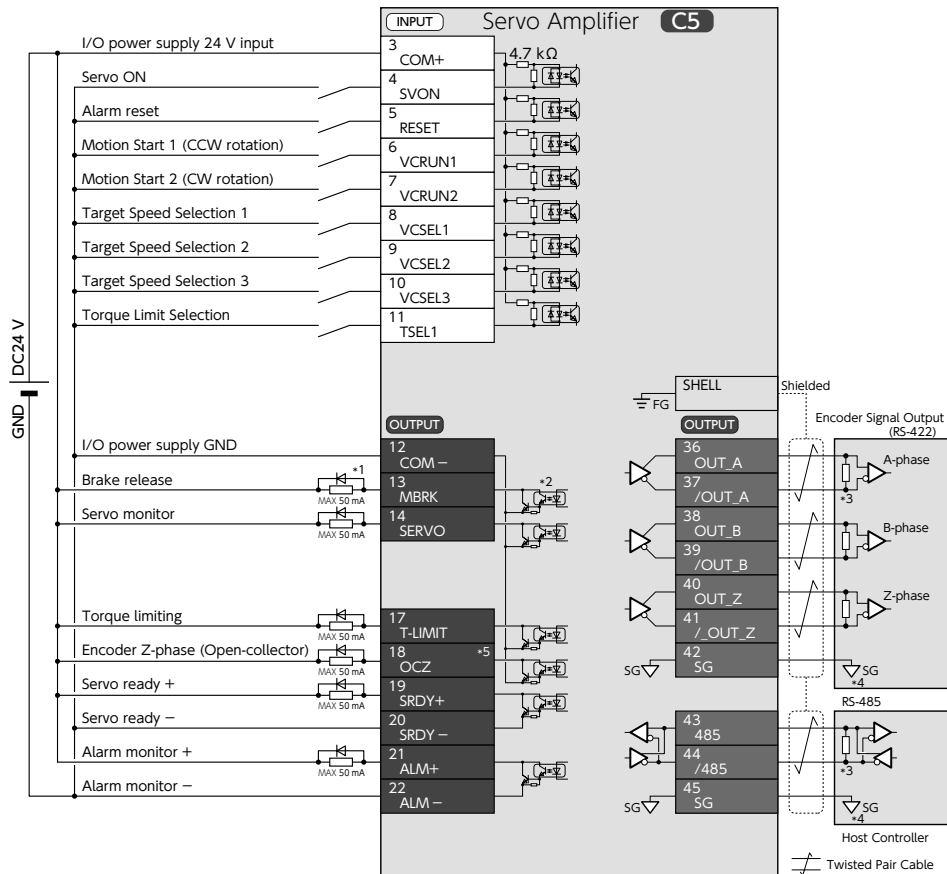 INPUT Servo Amplifier C5
I/O power supply 24 V input
3
COM+
4.7 kΩ
Servo ON
4
SVON
Alarm reset
5
RESET
Motion Start 1 (CCW rotation)
6
VCRUN1
Motion Start 2 (CW rotation)
7
VCRUN2
Target Speed Selection 1
8
VCSEL1
Target Speed Selection 2
9
VCSEL2
Target Speed Selection 3
10
VCSEL3
Torque Limit Selection
11
TSEL1
DC24 V
GND
OUTPUT
I/O power supply GND
12
COM −
Brake release
*1
MAX 50 mA
13
MBRK
*2
Servo monitor
MAX 50 mA
14
SERVO
Torque limiting
MAX 50 mA
17
T-LIMIT
Encoder Z-phase (Open-collector)
MAX 50 mA
18 *5
OCZ
Servo ready +
MAX 50 mA
19
SRDY+
Servo ready −
20
SRDY −
Alarm monitor +
MAX 50 mA
21
ALM+
Alarm monitor −
22
ALM −
SHELL
FG
Shielded
OUTPUT
Encoder Signal Output
(RS-422)
36
OUT_A
37
/OUT_A
A-phase
*3
38
OUT_B
39
/OUT_B
B-phase
40
OUT_Z
41
/_OUT_Z
Z-phase
42
SG
SG
SG
*4
RS-485
43
485
44
/485
*3
45
SG
SG
SG
*4
Host Controller
Twisted Pair Cable